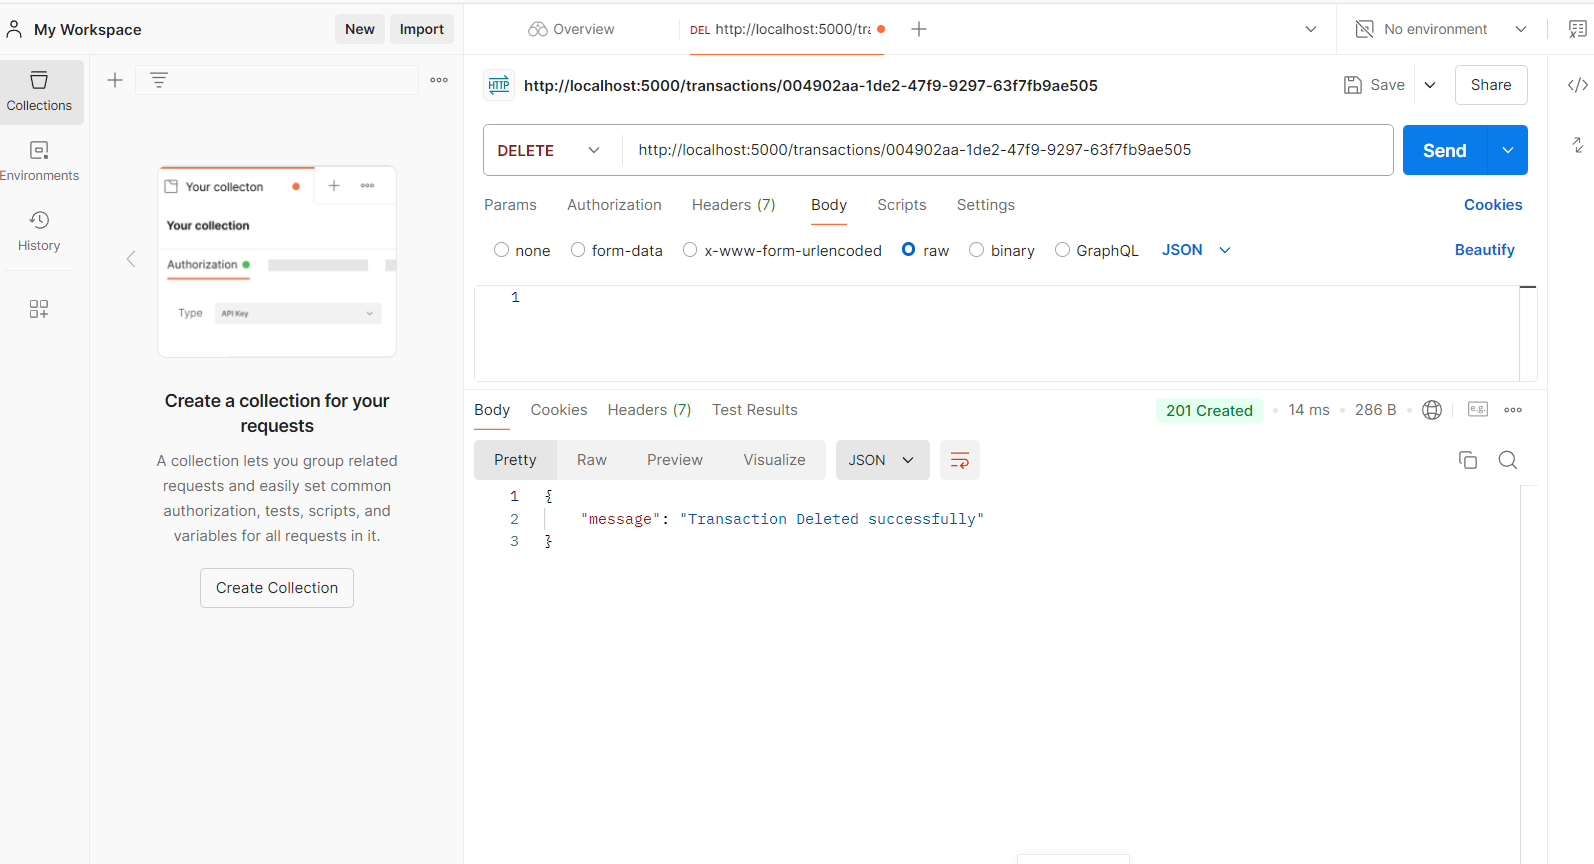 My Workspace
New
Import
Overview
DEL http://localhost:5000/tra
No environment
Collections
Environments
History
Your collecton
Your collection
Authorization
Type
API Key
Create a collection for your
requests
A collection lets you group related
requests and easily set common
authorization, tests, scripts, and
variables for all requests in it.
Create Collection
HTTP
http://localhost:5000/transactions/004902aa-1de2-47f9-9297-63f7fb9ae505
Save
Share
DELETE
http://localhost:5000/transactions/004902aa-1de2-47f9-9297-63f7fb9ae505
Send
Params Authorization Headers (7) Body Scripts Settings
Cookies
none form-data x-www-form-urlencoded raw binary GraphQL JSON
Beautify
1
Body Cookies Headers (7) Test Results
201 Created 14 ms 286 B
e.g.
Pretty Raw Preview Visualize JSON
1 {
2 "message": "Transaction Deleted successfully"
3 }